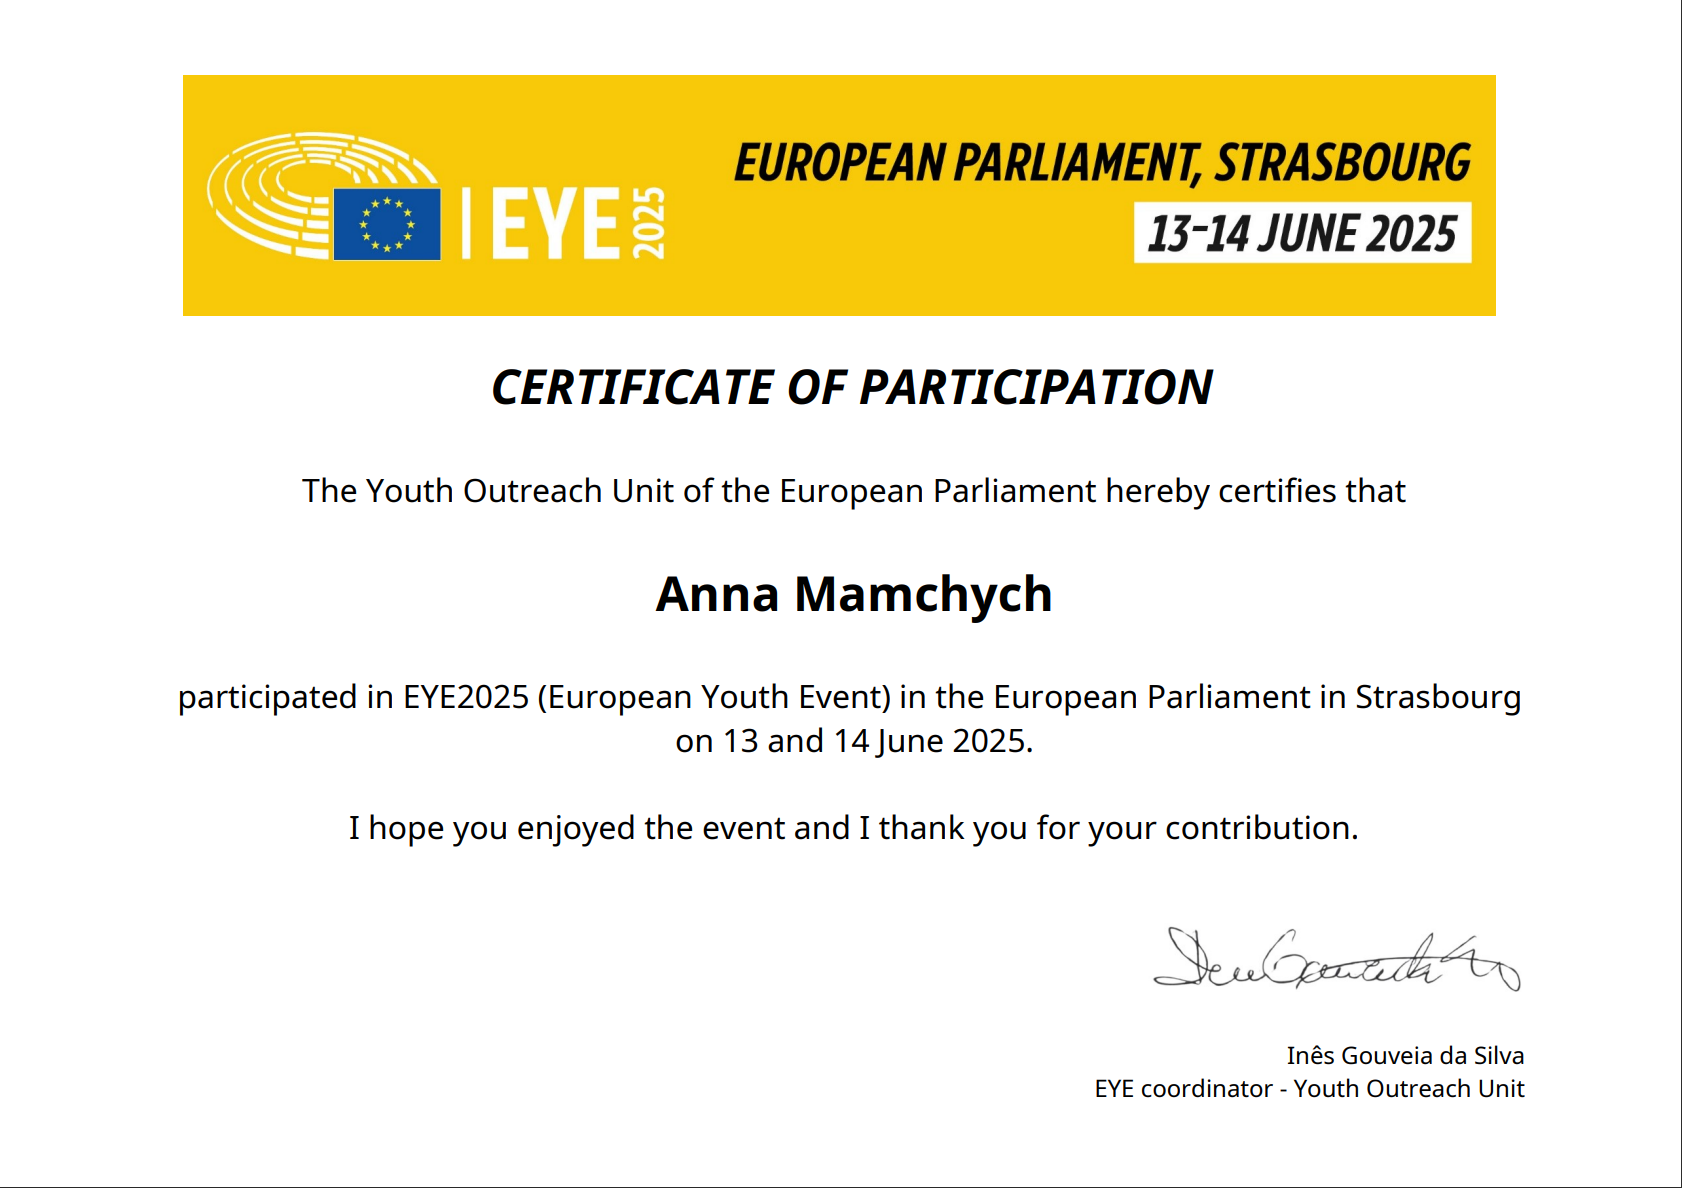 EYE 2025
EUROPEAN PARLIAMENT, STRASBOURG
13-14 JUNE 2025
CERTIFICATE OF PARTICIPATION
The Youth Outreach Unit of the European Parliament hereby certifies that
Anna Mamchych
participated in EYE2025 (European Youth Event) in the European Parliament in Strasbourg
on 13 and 14 June 2025.
I hope you enjoyed the event and I thank you for your contribution.
Inês Gouveia da Silva
EYE coordinator - Youth Outreach Unit